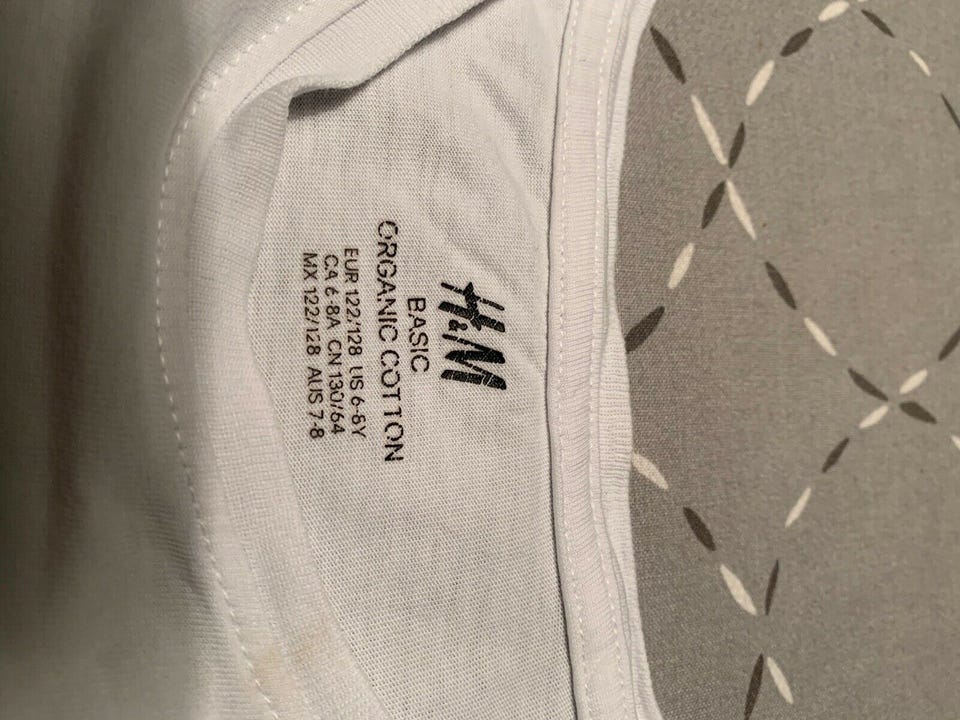 H&M
BASIC
ORGANIC COTTON
EUR 122/128 US 6-8Y
CA 6-8A CN 130/64
MX 122/128 AUS 7-8